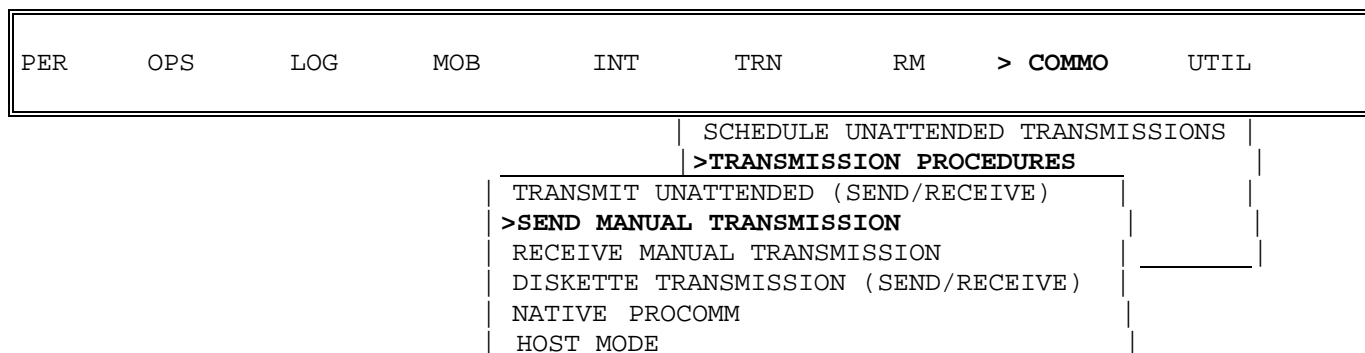 PER OPS LOG MOB INT TRN RM > COMMO UTIL
SCHEDULE UNATTENDED TRANSMISSIONS
>TRANSMISSION PROCEDURES
TRANSMIT UNATTENDED (SEND/RECEIVE)
>SEND MANUAL TRANSMISSION
RECEIVE MANUAL TRANSMISSION
DISKETTE TRANSMISSION (SEND/RECEIVE)
NATIVE PROCOMM
HOST MODE